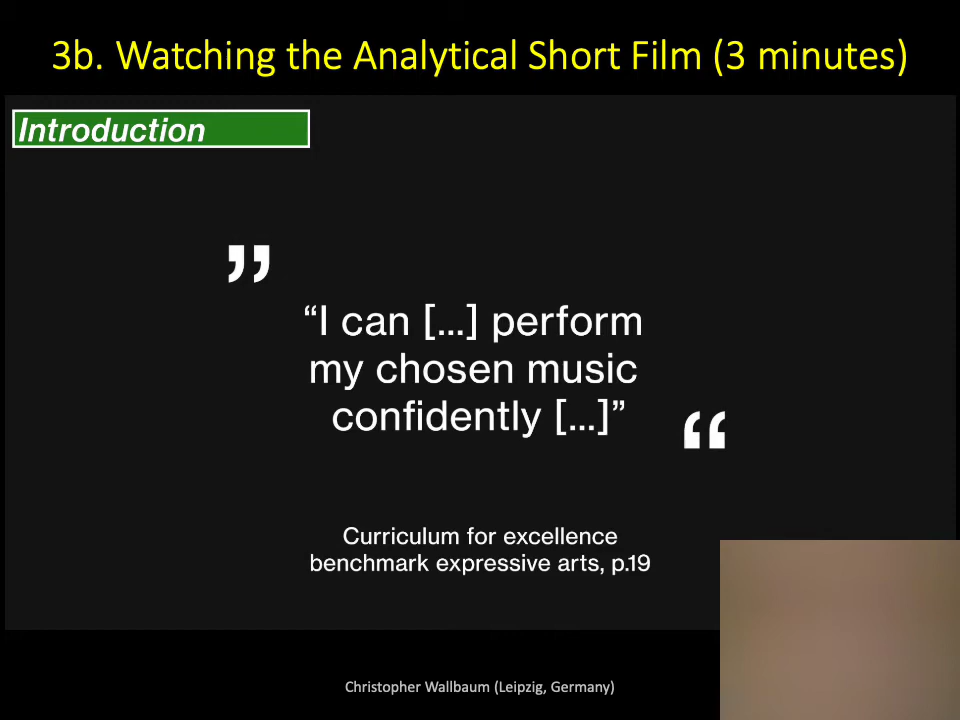 3b. Watching the Analytical Short Film (3 minutes)
Introduction
”
“I can [...] perform
my chosen music
confidently [...]”
“
Curriculum for excellence
benchmark expressive arts, p.19
Christopher Wallbaum (Leipzig, Germany)